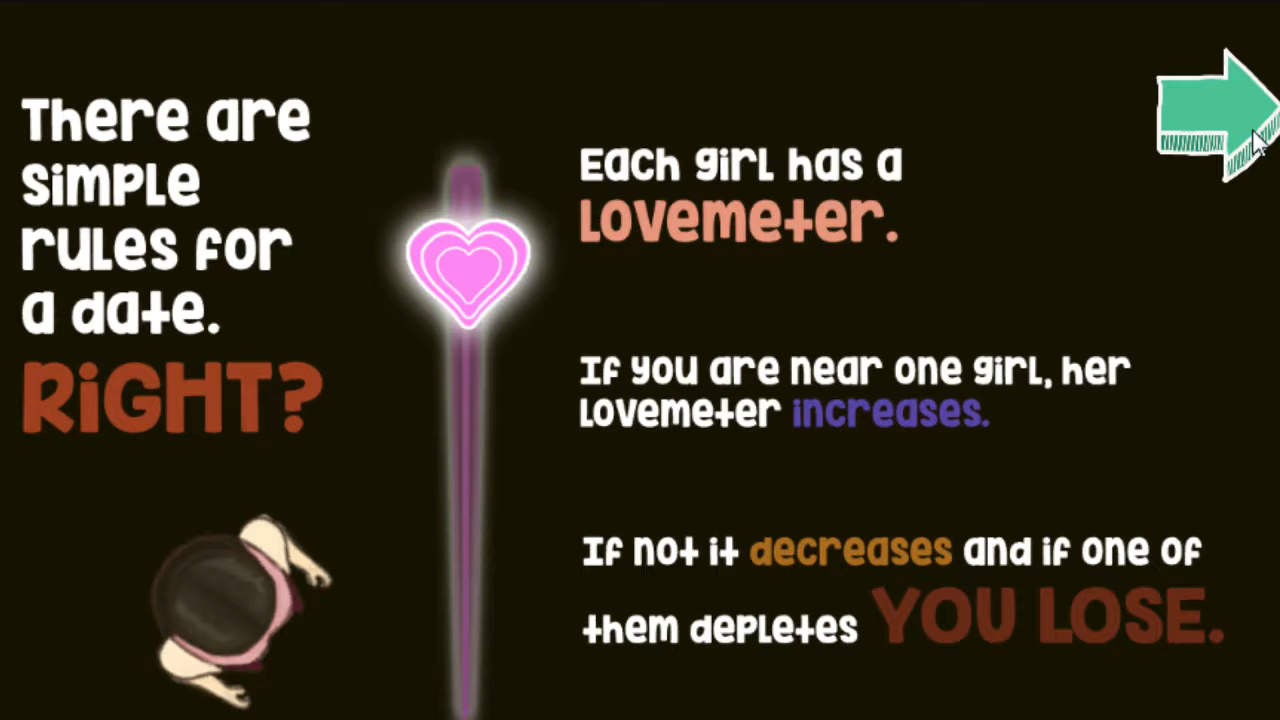 There are
simple
rules for
a date.
RiGHT?
Each girl has a
Lovemeter.
If you are near one girl, her
Lovemeter increases.
If not it decreases and if one of
them depletes YOU LOSE.